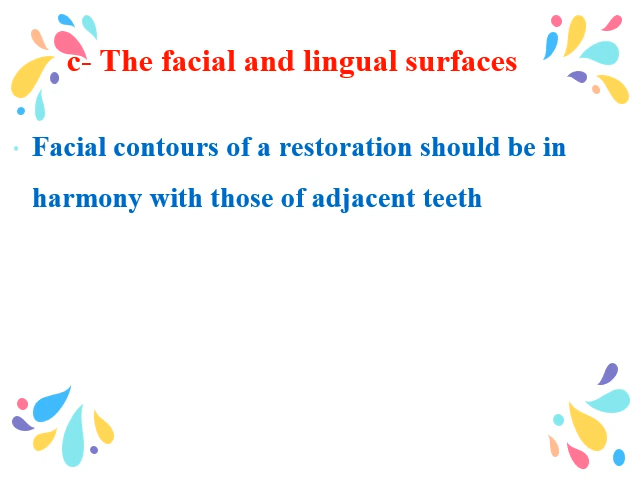 c- The facial and lingual surfaces
• Facial contours of a restoration should be in
harmony with those of adjacent teeth